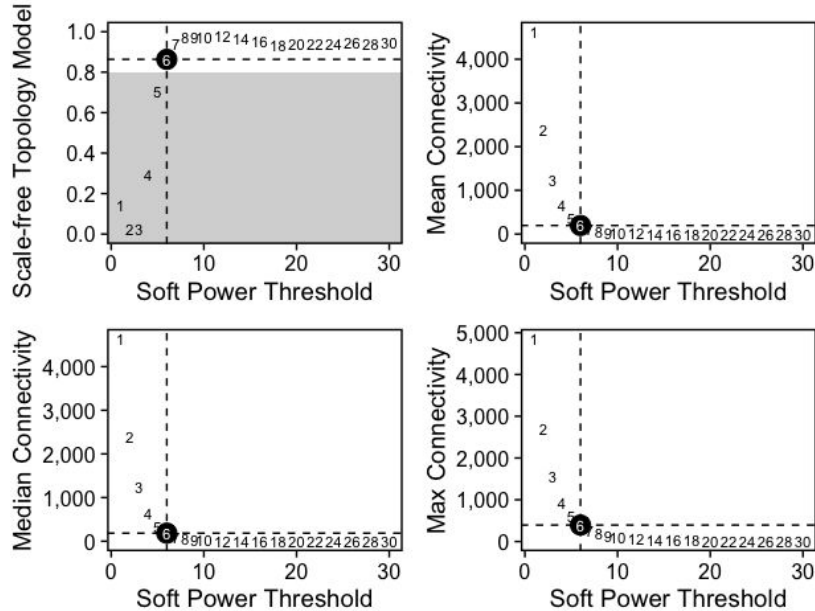 Scale-free Topology Model
1.0
0.8
0.6
0.4
0.2
0.0
1 2 3 4 5 6 7 8 9 10 12 14 16 18 20 22 24 26 28 30
0 10 20 30
Soft Power Threshold
Mean Connectivity
4,000
3,000
2,000
1,000
0
1 2 3 4 5 6 8 9 10 12 14 16 18 20 22 24 26 28 30
0 10 20 30
Soft Power Threshold
Median Connectivity
4,000
3,000
2,000
1,000
0
1 2 3 4 5 6 8 9 10 12 14 16 18 20 22 24 26 28 30
0 10 20 30
Soft Power Threshold
Max Connectivity
5,000
4,000
3,000
2,000
1,000
0
1 2 3 4 5 6 8 9 10 12 14 16 18 20 22 24 26 28 30
0 10 20 30
Soft Power Threshold